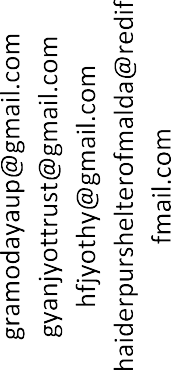 gramodayaup@gmail.com
gyanjyottrust@gmail.com
hfjyothy@gmail.com
haiderpurshelterofmalda@redif
fmail.com